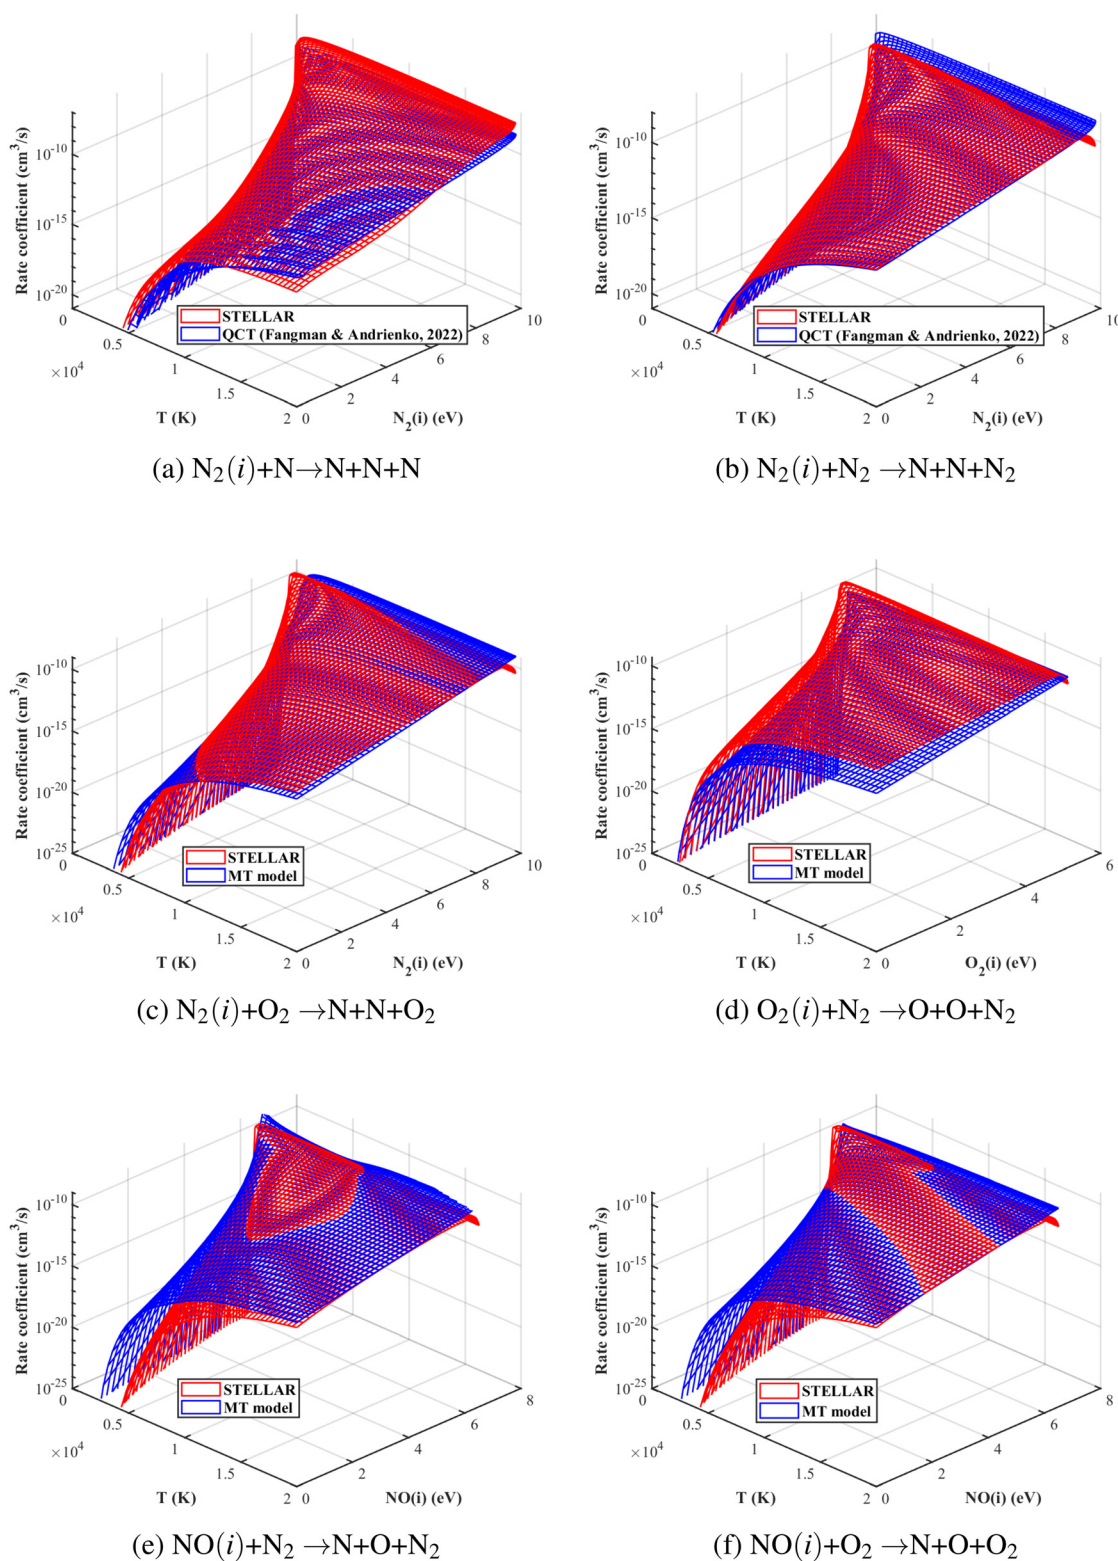 Rate coefficient (cm³/s)
10⁻¹⁰
10⁻¹⁵
10⁻²⁰
0
0.5
1
1.5
2
×10⁴
T (K)
0
2
4
6
8
10
N₂(i) (eV)
STELLAR
QCT (Fangman & Andrienko, 2022)
(a) N₂(i)+N→N+N+N
Rate coefficient (cm³/s)
10⁻¹⁰
10⁻¹⁵
10⁻²⁰
0
0.5
1
1.5
2
×10⁴
T (K)
0
2
4
6
8
10
N₂(i) (eV)
STELLAR
QCT (Fangman & Andrienko, 2022)
(b) N₂(i)+N₂ →N+N+N₂
Rate coefficient (cm³/s)
10⁻¹⁰
10⁻¹⁵
10⁻²⁰
10⁻²⁵
0
0.5
1
1.5
2
×10⁴
T (K)
0
2
4
6
8
10
N₂(i) (eV)
STELLAR
MT model
(c) N₂(i)+O₂ →N+N+O₂
Rate coefficient (cm³/s)
10⁻¹⁰
10⁻¹⁵
10⁻²⁰
10⁻²⁵
0
0.5
1
1.5
2
×10⁴
T (K)
0
2
4
6
O₂(i) (eV)
STELLAR
MT model
(d) O₂(i)+N₂ →O+O+N₂
Rate coefficient (cm³/s)
10⁻¹⁰
10⁻¹⁵
10⁻²⁰
10⁻²⁵
0
0.5
1
1.5
2
×10⁴
T (K)
0
2
4
6
8
NO(i) (eV)
STELLAR
MT model
(e) NO(i)+N₂ →N+O+N₂
Rate coefficient (cm³/s)
10⁻¹⁰
10⁻¹⁵
10⁻²⁰
10⁻²⁵
0
0.5
1
1.5
2
×10⁴
T (K)
0
2
4
6
8
NO(i) (eV)
STELLAR
MT model
(f) NO(i)+O₂ →N+O+O₂